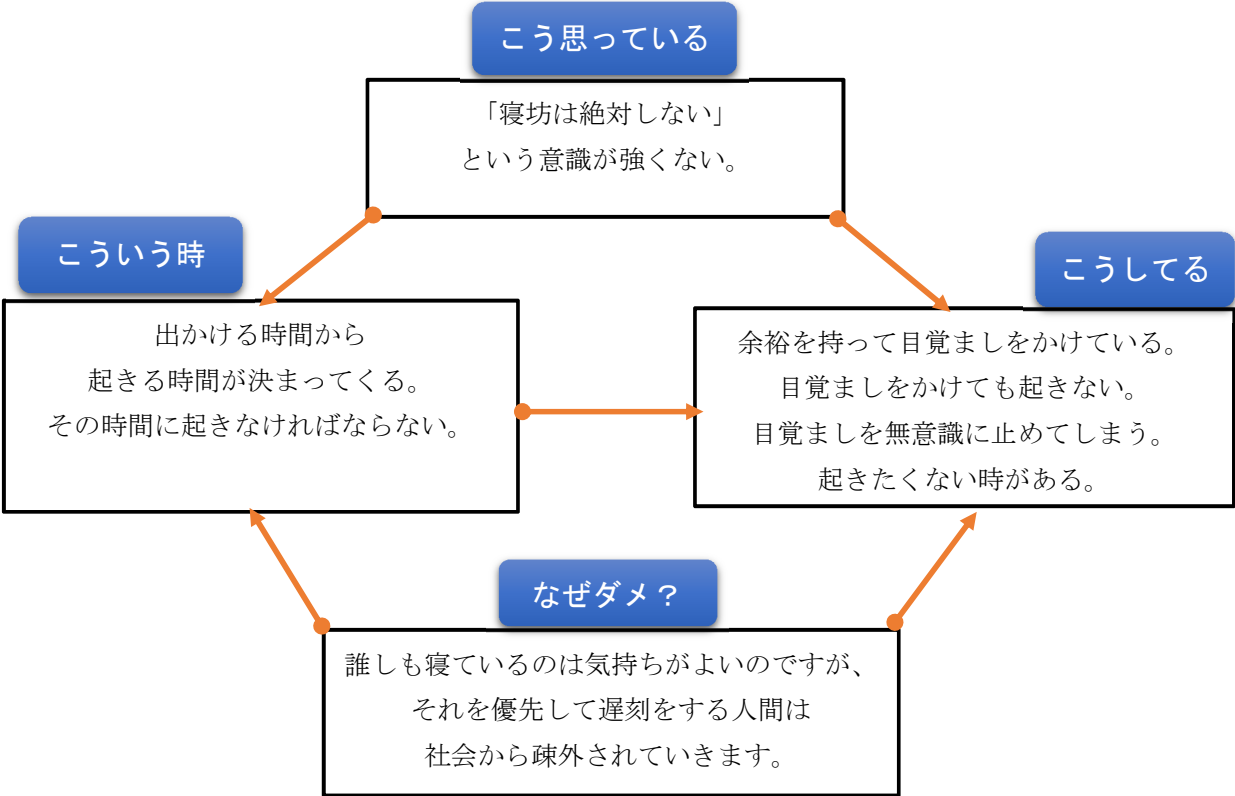 こう思っている
「寝坊は絶対しない」
という意識が強くない。
こういう時
出かける時間から
起きる時間が決まってくる。
その時間に起きなければならない。
こうしてる
余裕を持って目覚ましをかけている。
目覚ましをかけても起きない。
目覚ましを無意識に止めてしまう。
起きたくない時がある。
なぜダメ？
誰しも寝ているのは気持ちがよいのですが、
それを優先して遅刻をする人間は
社会から疎外されていきます。